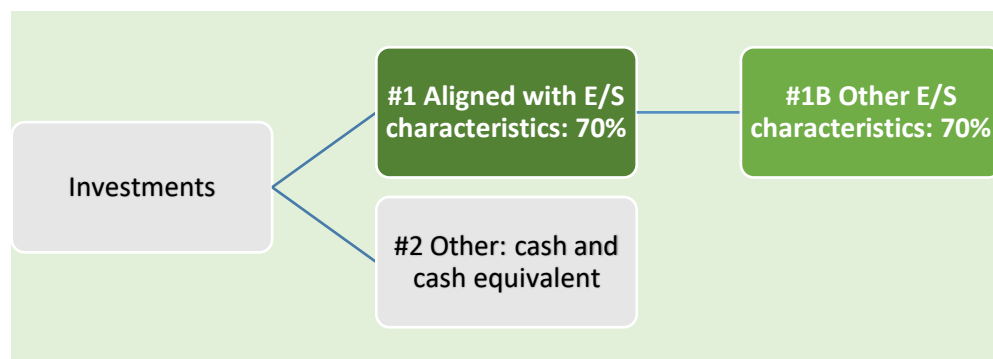 #1 Aligned with E/S
characteristics: 70%
#1B Other E/S
characteristics: 70%
Investments
#2 Other: cash and
cash equivalent